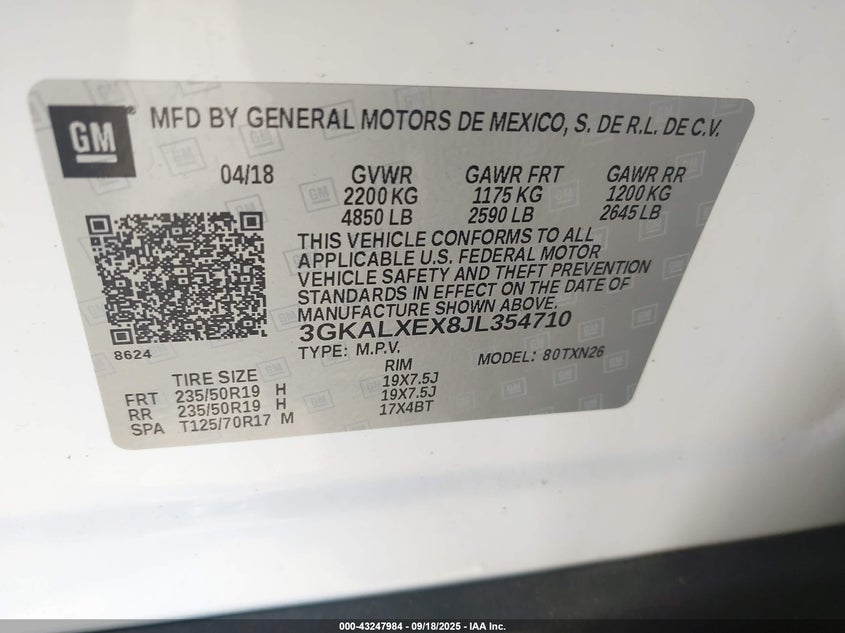 GM
MFD BY GENERAL MOTORS DE MEXICO, S. DE R.L. DE C.V.
04/18 GVWR GAWR FRT GAWR RR
2200 KG 1175 KG 1200 KG
4850 LB 2590 LB 2645 LB
THIS VEHICLE CONFORMS TO ALL
APPLICABLE U.S. FEDERAL MOTOR
VEHICLE SAFETY AND THEFT PREVENTION
STANDARDS IN EFFECT ON THE DATE OF
MANUFACTURE SHOWN ABOVE.
3GKALXEX8JL354710
8624
TYPE: M.P.V. MODEL: 80TXN26
TIRE SIZE RIM
FRT 235/50R19 H 19X7.5J
RR 235/50R19 H 19X7.5J
SPA T125/70R17 M 17X4BT
000-43247984 - 09/18/2025 - IAA Inc.